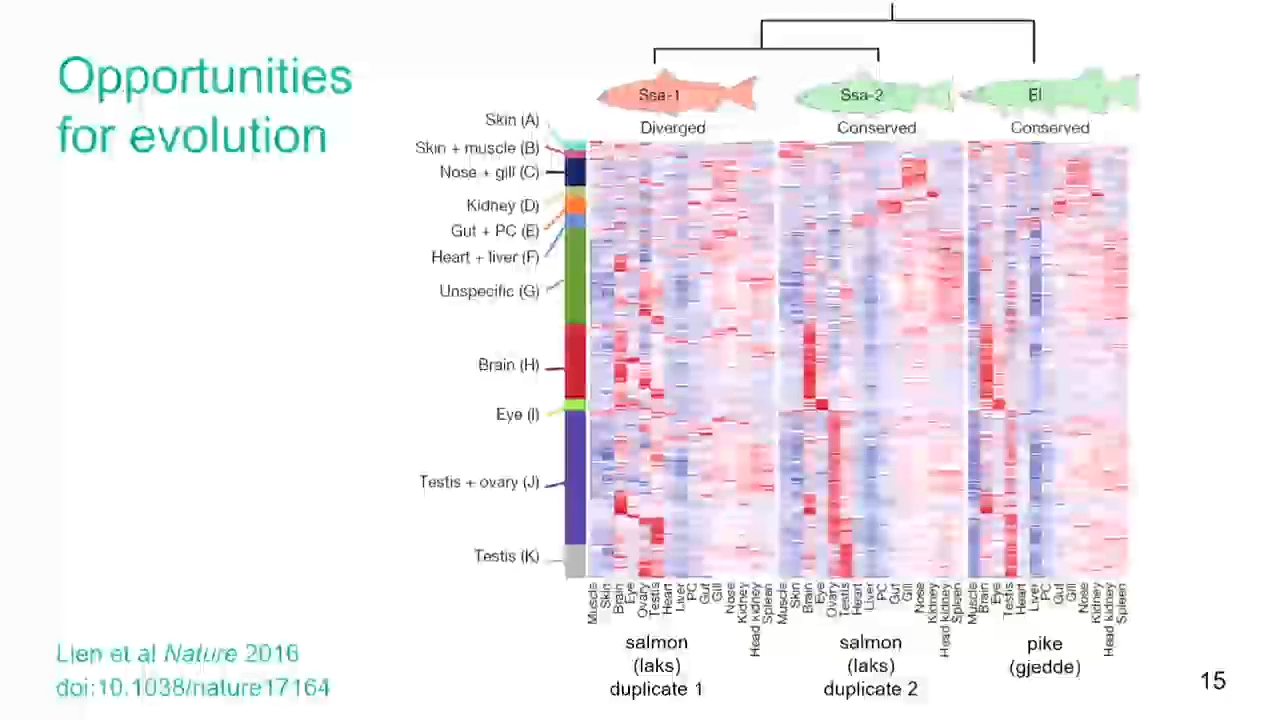 Opportunities
for evolution
Ssa-1
Ssa-2
El
Diverged
Conserved
Conserved
Skin (A)
Skin + muscle (B)
Nose + gill (C)
Kidney (D)
Gut + PC (E)
Heart + liver (F)
Unspecific (G)
Brain (H)
Eye (I)
Testis + ovary (J)
Testis (K)
Muscle
Skin
Brain
Eye
Ovary
Testis
Heart
Liver
PC
Gut
Gill
Nose
Kidney
Head kidney
Spleen
Muscle
Skin
Brain
Eye
Ovary
Testis
Heart
Liver
PC
Gut
Gill
Nose
Kidney
Head kidney
Spleen
Muscle
Brain
Eye
Testis
Heart
Liver
PC
Gut
Gill
Nose
Kidney
Head kidney
Spleen
salmon
(laks)
duplicate 1
salmon
(laks)
duplicate 2
pike
(gjedde)
Lien et al Nature 2016
doi:10.1038/nature17164
15